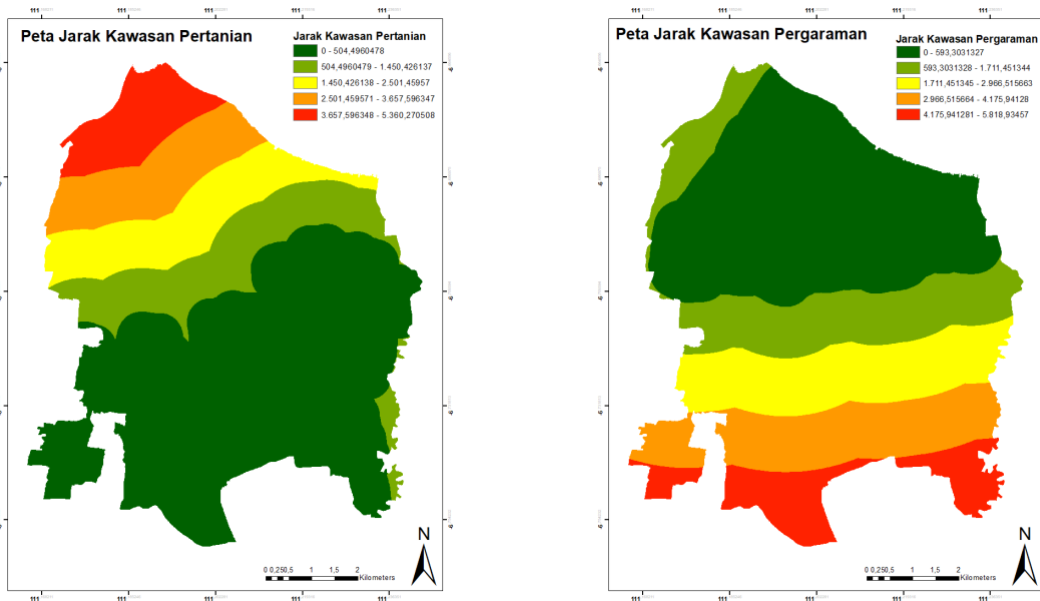 Peta Jarak Kawasan Pertanian
Jarak Kawasan Pertanian
0 - 504,4960478
504,4960479 - 1.450,426137
1.450,426138 - 2.501,45957
2.501,459571 - 3.657,596347
3.657,596348 - 5.360,270508
N
0 0,25 0,5 1 1,5 2
Kilometers
Peta Jarak Kawasan Pergaraman
Jarak Kawasan Pergaraman
0 - 593,3031327
593,3031328 - 1.711,451344
1.711,451345 - 2.966,515663
2.966,515664 - 4.175,94128
4.175,941281 - 5.818,93457
N
0 0,25 0,5 1 1,5 2
Kilometers